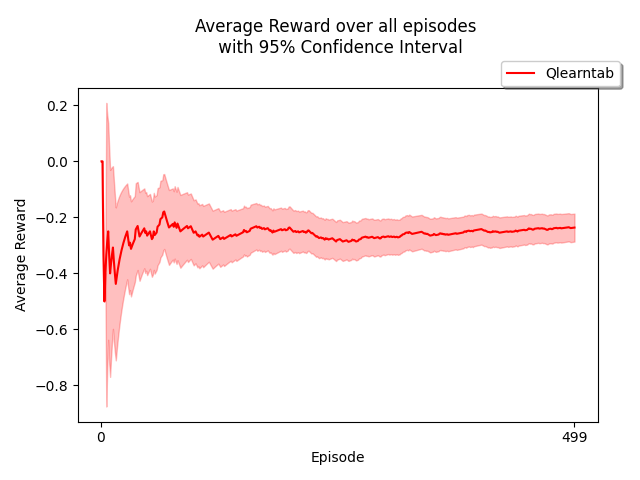 Average Reward over all episodes
with 95% Confidence Interval
Qlearntab
0.2
0.0
−0.2
−0.4
−0.6
−0.8
Average Reward
0
499
Episode